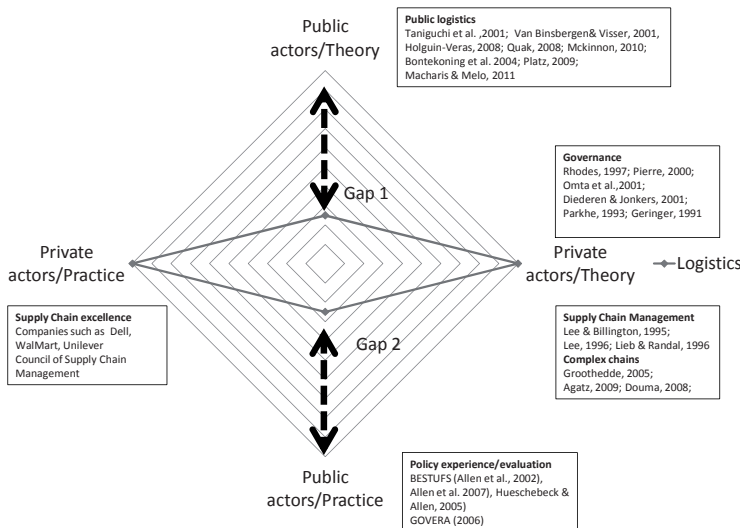 Public
actors/Theory
Public logistics
Taniguchi et al. ,2001;  Van Binsbergen& Visser, 2001,
Holguin-Veras, 2008; Quak, 2008; Mckinnon, 2010;
Bontekoning et al. 2004; Platz, 2009;
Macharis & Melo, 2011
Governance
Rhodes, 1997; Pierre, 2000;
Omta et al.,2001;
Diederen & Jonkers, 2001;
Parkhe, 1993; Geringer, 1991
Gap 1
Private
actors/Practice
Private
actors/Theory
Logistics
Supply Chain excellence
Companies such as  Dell,
WalMart, Unilever
Council of Supply Chain
Management
Supply Chain Management
Lee & Billington, 1995;
Lee, 1996; Lieb & Randal, 1996
Complex chains
Groothedde, 2005;
Agatz, 2009; Douma, 2008;
Gap 2
Public
actors/Practice
Policy experience/evaluation
BESTUFS (Allen et al., 2002),
Allen et al. 2007), Hueschebeck &
Allen, 2005)
GOVERA (2006)